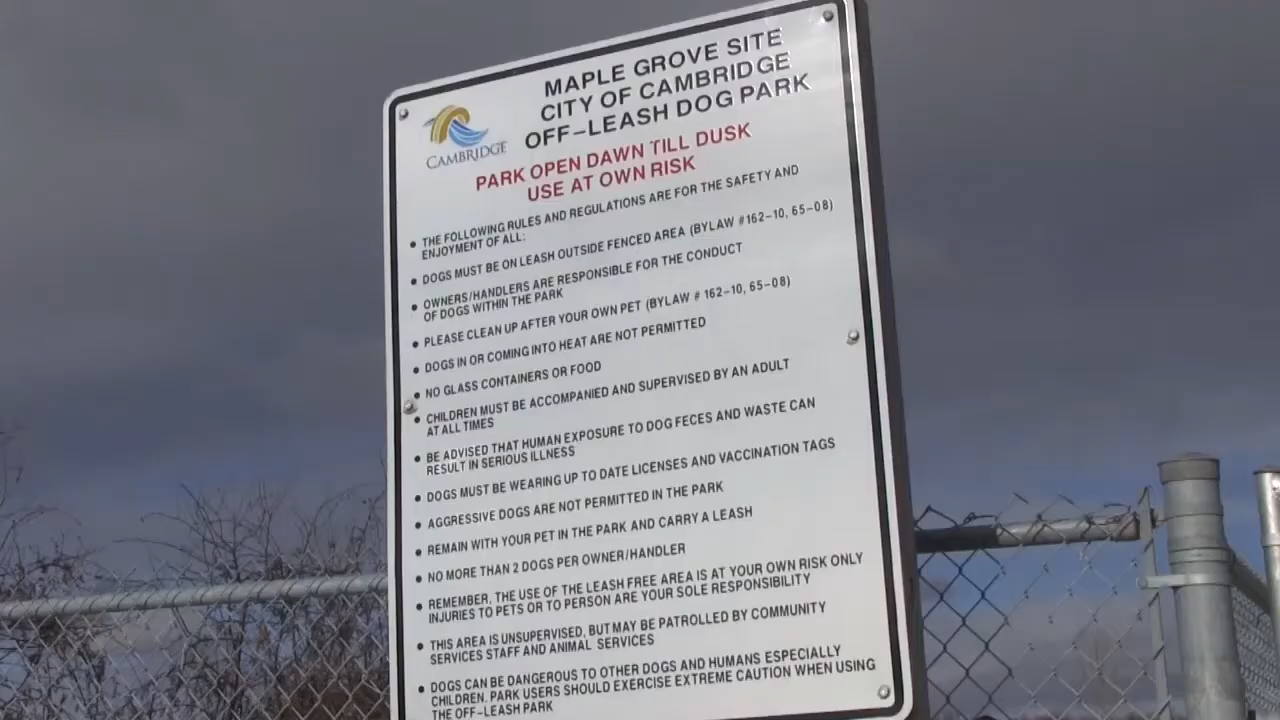 MAPLE GROVE SITE
CITY OF CAMBRIDGE
OFF-LEASH DOG PARK
CAMBRIDGE
PARK OPEN DAWN TILL DUSK
USE AT OWN RISK
• THE FOLLOWING RULES AND REGULATIONS ARE FOR THE SAFETY AND
ENJOYMENT OF ALL:
• DOGS MUST BE ON LEASH OUTSIDE FENCED AREA (BYLAW #162-10, 65-08)
• OWNERS/HANDLERS ARE RESPONSIBLE FOR THE CONDUCT
OF DOGS WITHIN THE PARK
• PLEASE CLEAN UP AFTER YOUR OWN PET (BYLAW # 162-10, 65-08)
• DOGS IN OR COMING INTO HEAT ARE NOT PERMITTED
• NO GLASS CONTAINERS OR FOOD
• CHILDREN MUST BE ACCOMPANIED AND SUPERVISED BY AN ADULT
AT ALL TIMES
• BE ADVISED THAT HUMAN EXPOSURE TO DOG FECES AND WASTE CAN
RESULT IN SERIOUS ILLNESS
• DOGS MUST BE WEARING UP TO DATE LICENSES AND VACCINATION TAGS
• AGGRESSIVE DOGS ARE NOT PERMITTED IN THE PARK
• REMAIN WITH YOUR PET IN THE PARK AND CARRY A LEASH
• NO MORE THAN 2 DOGS PER OWNER/HANDLER
• REMEMBER, THE USE OF THE LEASH FREE AREA IS AT YOUR OWN RISK ONLY
INJURIES TO PETS OR TO PERSON ARE YOUR SOLE RESPONSIBILITY
• THIS AREA IS UNSUPERVISED, BUT MAY BE PATROLLED BY COMMUNITY
SERVICES STAFF AND ANIMAL SERVICES
• DOGS CAN BE DANGEROUS TO OTHER DOGS AND HUMANS ESPECIALLY
CHILDREN. PARK USERS SHOULD EXERCISE EXTREME CAUTION WHEN USING
THE OFF-LEASH PARK